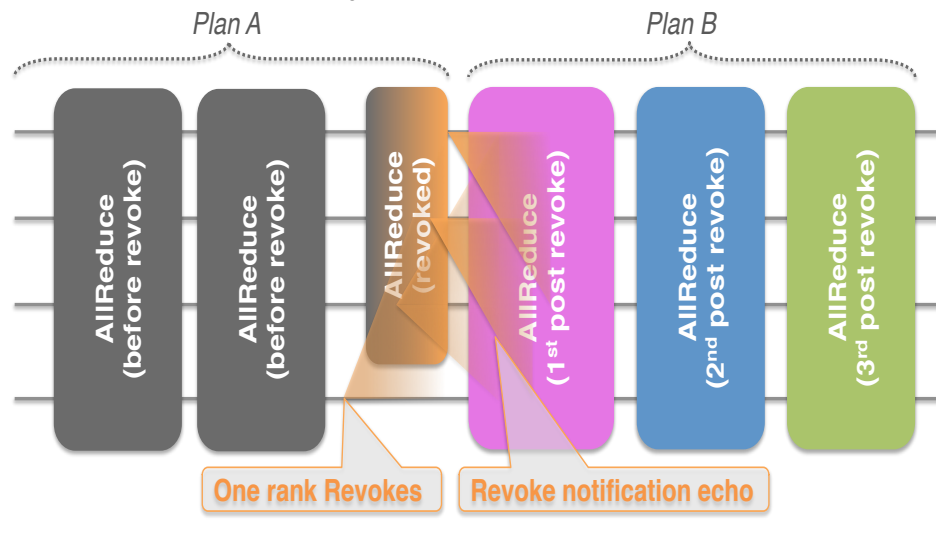 Plan A
Plan B
AllReduce
(before revoke)
AllReduce
(before revoke)
AllReduce
(revoked)
AllReduce
(1st post revoke)
AllReduce
(2nd post revoke)
AllReduce
(3rd post revoke)
One rank Revokes
Revoke notification echo